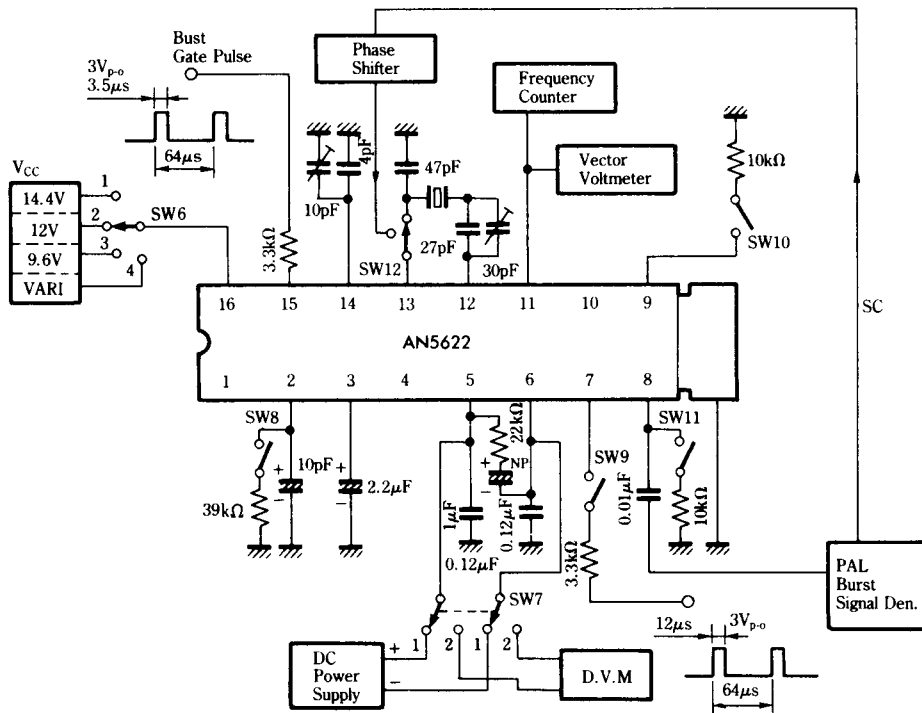 Bust
Gate Pulse
Phase
Shifter
Frequency
Counter
Vector
Voltmeter
3Vp-o
3.5μs
64μs
VCC
14.4V
12V
9.6V
VARI
1
2
3
4
SW6
3.3kΩ
10pF
4pF
47pF
27pF
30pF
SW12
10kΩ
SW10
SC
16 15 14 13 12 11 10 9
AN5622
1 2 3 4 5 6 7 8
SW8
39kΩ
10pF
+
−
2.2μF
+
−
22kΩ
+
NP
−
1μF
0.12μF
0.12μF
SW9
3.3kΩ
0.01μF
SW11
10kΩ
PAL
Burst
Signal Den.
SW7
1 2 1 2
DC
Power
Supply
+
−
D.V.M
12μs
3Vp-o
64μs